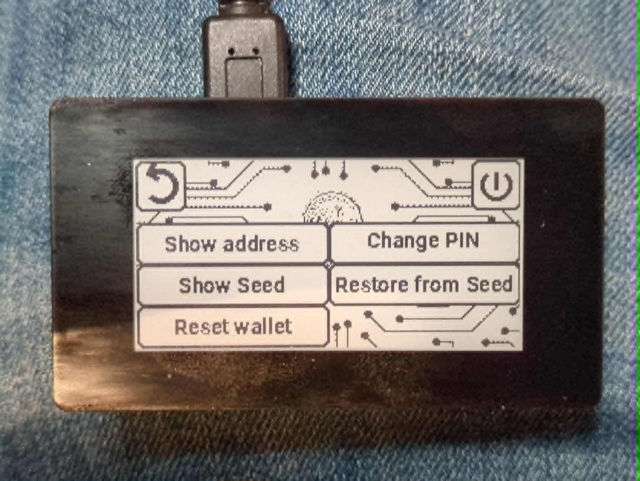 Show address
Change PIN
Show Seed
Restore from Seed
Reset wallet